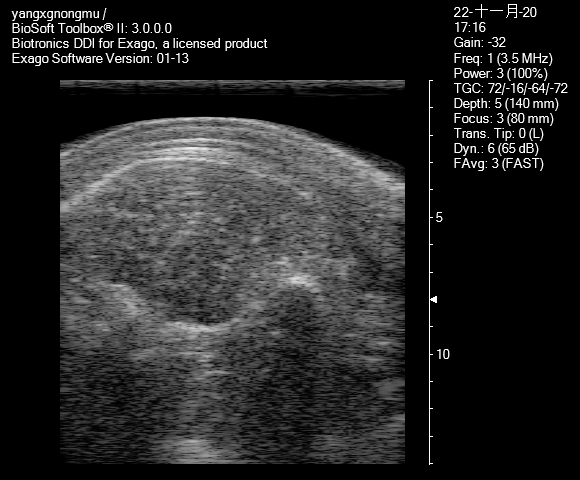 yangxgnongmu /
BioSoft Toolbox® II: 3.0.0.0
Biotronics DDI for Exago, a licensed product
Exago Software Version: 01-13
22-十一月-20
17:16
Gain: -32
Freq: 1 (3.5 MHz)
Power: 3 (100%)
TGC: 72/-16/-64/-72
Depth: 5 (140 mm)
Focus: 3 (80 mm)
Trans. Tip: 0 (L)
Dyn.: 6 (65 dB)
FAvg: 3 (FAST)
5
10